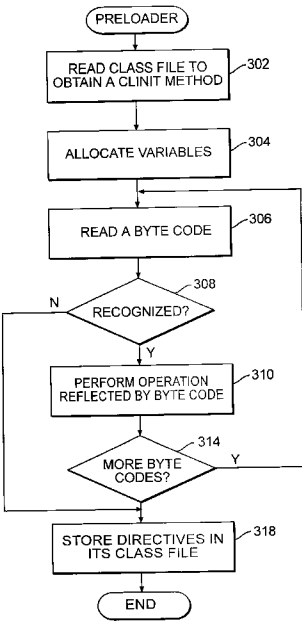 PRELOADER
READ CLASS FILE TO
OBTAIN A CLINIT METHOD
302
ALLOCATE VARIABLES
304
READ A BYTE CODE
306
308
N
RECOGNIZED?
Y
PERFORM OPERATION
REFLECTED BY BYTE CODE
310
314
MORE BYTE
CODES?
Y
STORE DIRECTIVES IN
ITS CLASS FILE
318
END